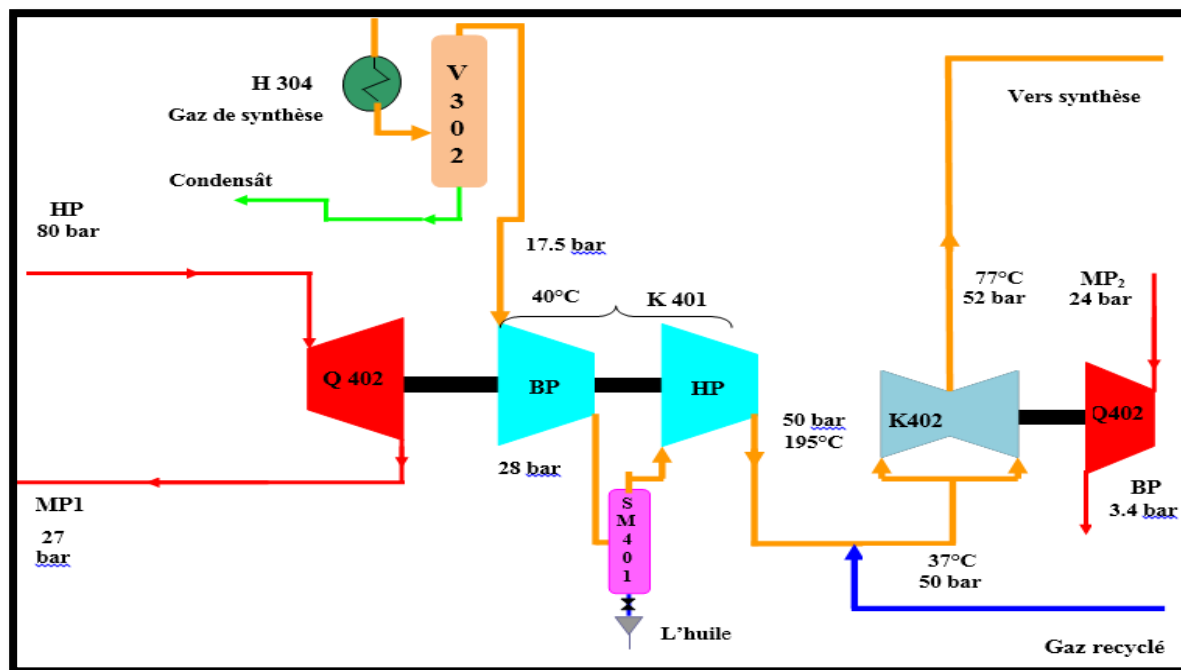 H 304
Gaz de synthèse
V
3
0
2
Vers synthèse
Condensât
HP
80 bar
17.5 bar
40°C
K 401
77°C
52 bar
MP₂
24 bar
Q 402
BP
HP
K402
Q402
50 bar
195°C
28 bar
MP1
27
bar
S
M
4
0
1
BP
3.4 bar
37°C
50 bar
L'huile
Gaz recyclé